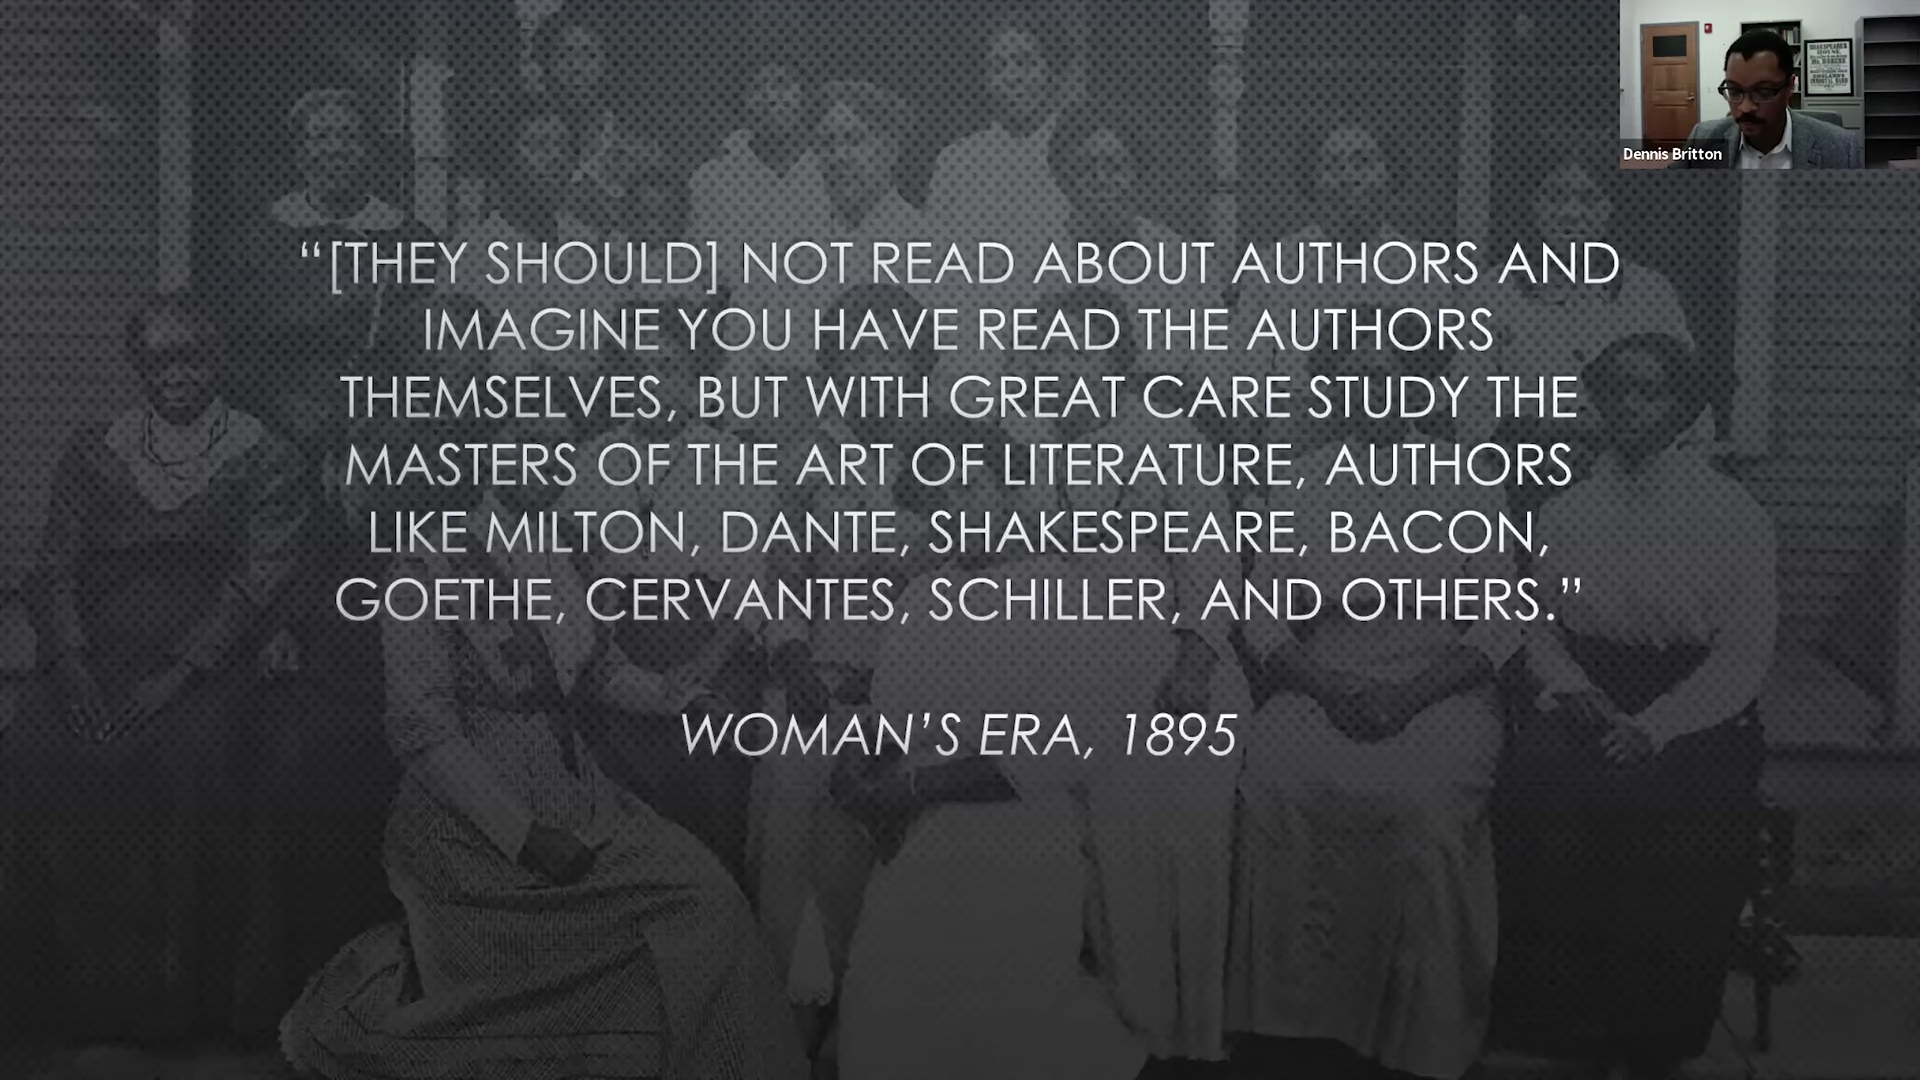 “[THEY SHOULD] NOT READ ABOUT AUTHORS AND
IMAGINE YOU HAVE READ THE AUTHORS
THEMSELVES, BUT WITH GREAT CARE STUDY THE
MASTERS OF THE ART OF LITERATURE, AUTHORS
LIKE MILTON, DANTE, SHAKESPEARE, BACON,
GOETHE, CERVANTES, SCHILLER, AND OTHERS.”
WOMAN’S ERA, 1895
SHAKESPEARE'S
HOUSE,
Dennis Britton